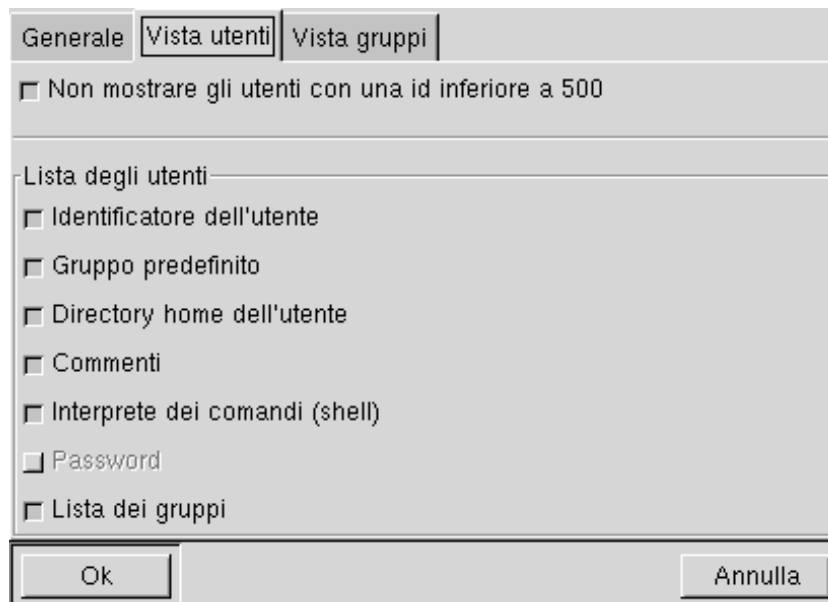 Generale Vista utenti Vista gruppi
Non mostrare gli utenti con una id inferiore a 500
Lista degli utenti
Identificatore dell'utente
Gruppo predefinito
Directory home dell'utente
Commenti
Interprete dei comandi (shell)
Password
Lista dei gruppi
Ok Annulla